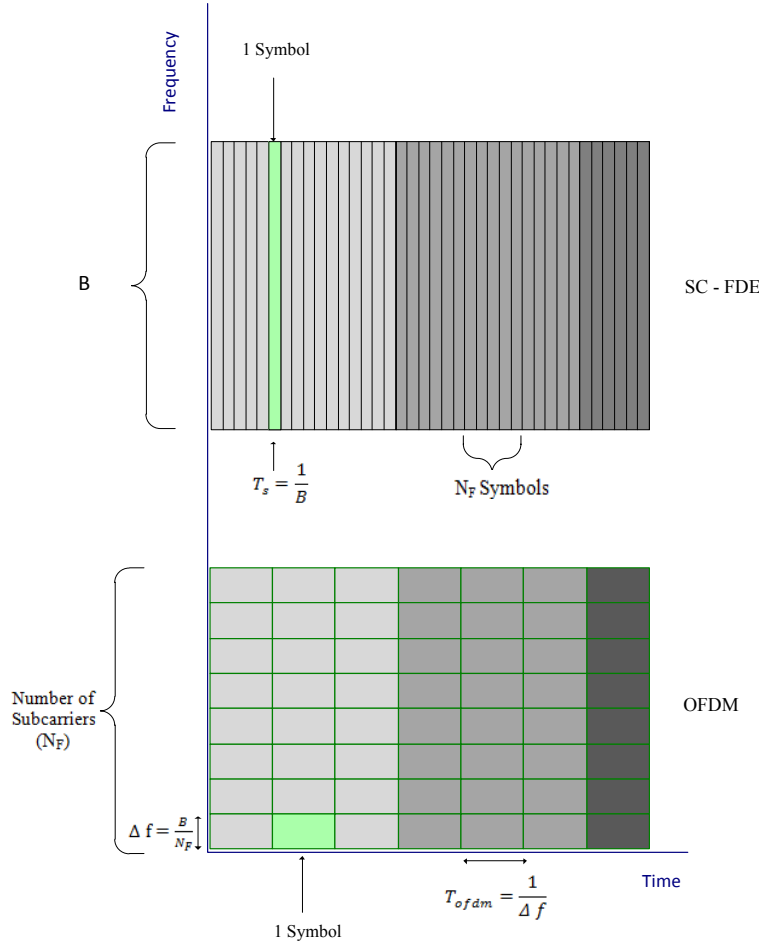 Frequency
1 Symbol
B
SC - FDE
T_s = 1/B
N_F Symbols
Number of
Subcarriers
(N_F)
OFDM
Δ f = B/N_F
Time
T_ofdm = 1/Δ f
1 Symbol